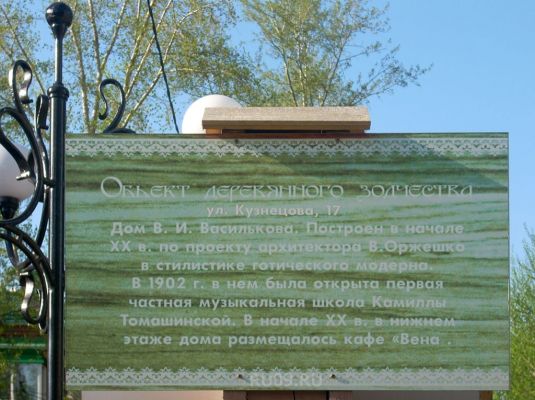 Обьект деревянного зодчества
ул. Кузнецова, 17
Дом В. И. Василькова. Построен в начале
XX в. по проекту архитектора В.Оржешко
в стилистике готического модерна.
В 1902 г. в нем была открыта первая
частная музыкальная школа Камиллы
Томашинской. В начале XX в. в нижнем
этаже дома размещалось кафе «Вена .
RU09.RU